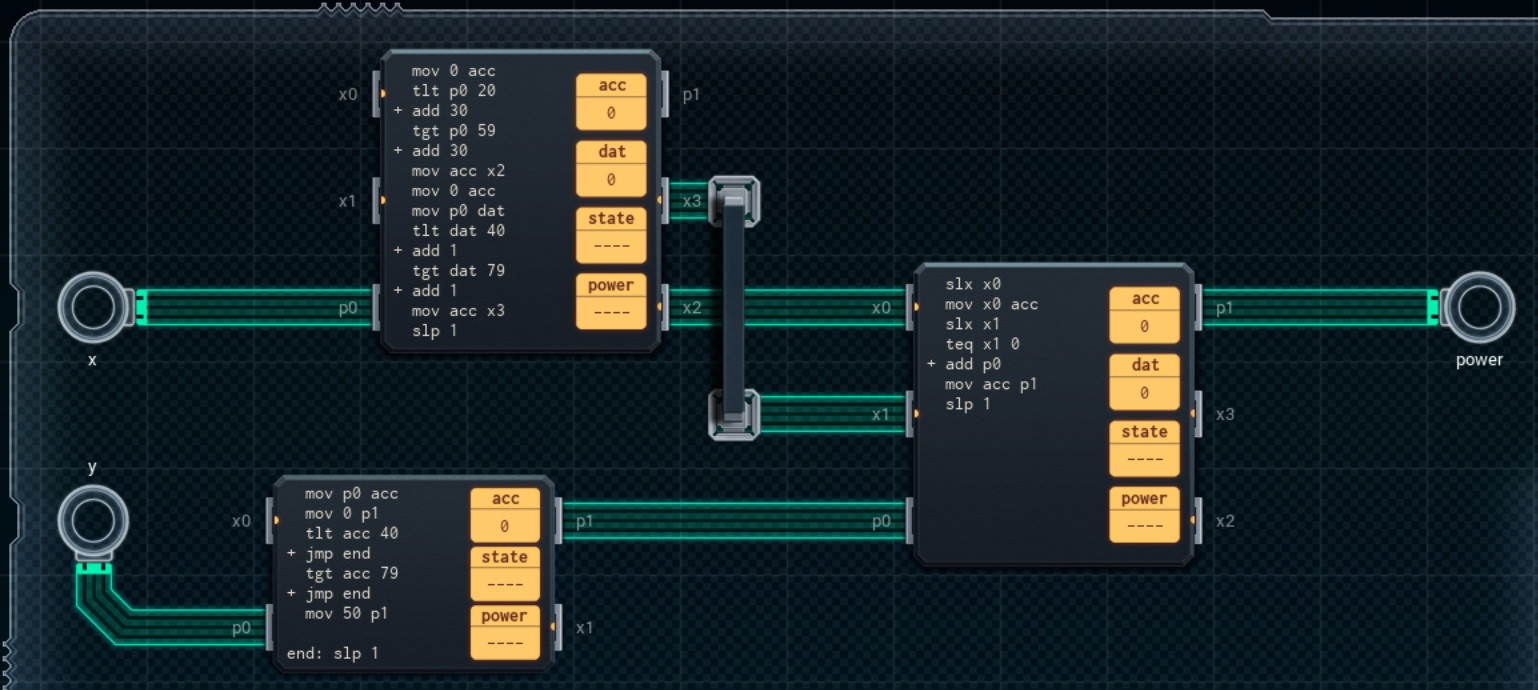 x0
p1
mov 0 acc
tlt p0 20
+ add 30
tgt p0 59
+ add 30
mov acc x2
mov 0 acc
mov p0 dat
tlt dat 40
+ add 1
tgt dat 79
+ add 1
mov acc x3
slp 1
acc
0
dat
0
state
----
power
----
x1
x3
p0
x2
x
x0
p1
slx x0
mov x0 acc
slx x1
teq x1 0
+ add p0
mov acc p1
slp 1
acc
0
dat
0
state
----
power
----
power
x1
x3
p0
x2
y
x0
p1
mov p0 acc
mov 0 p1
tlt acc 40
+ jmp end
tgt acc 79
+ jmp end
mov 50 p1
end: slp 1
acc
0
state
----
power
----
p0
x1